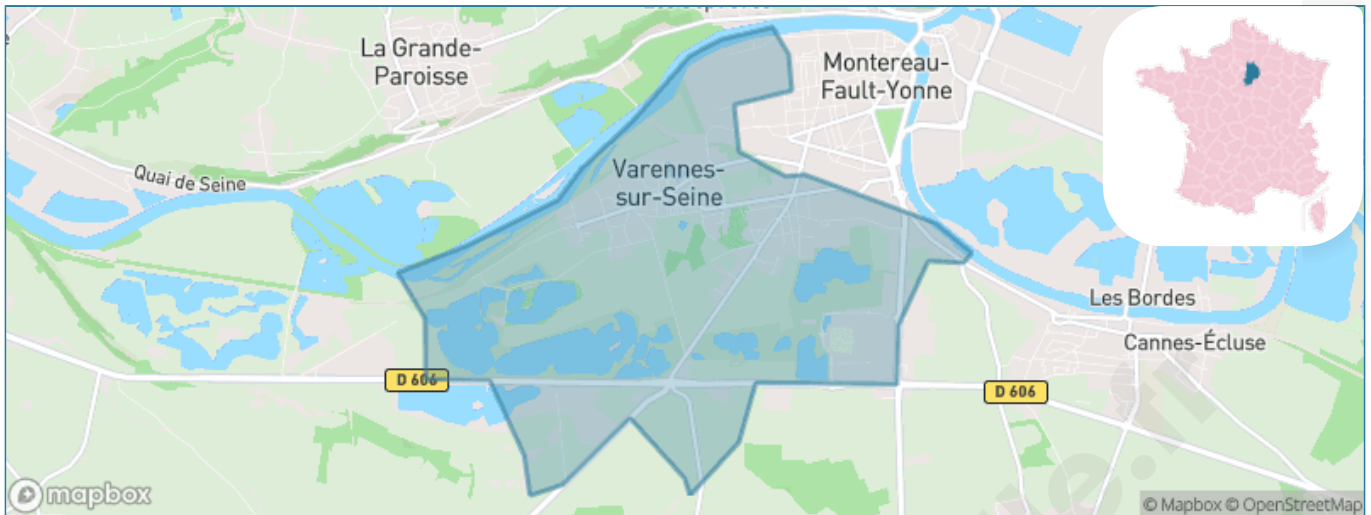 La Grande-
Paroisse
Montereau-
Fault-Yonne
Varennes-
sur-Seine
Quai de Seine
Les Bordes
Cannes-Écluse
D 606
D 606
mapbox
© Mapbox © OpenStreetMap